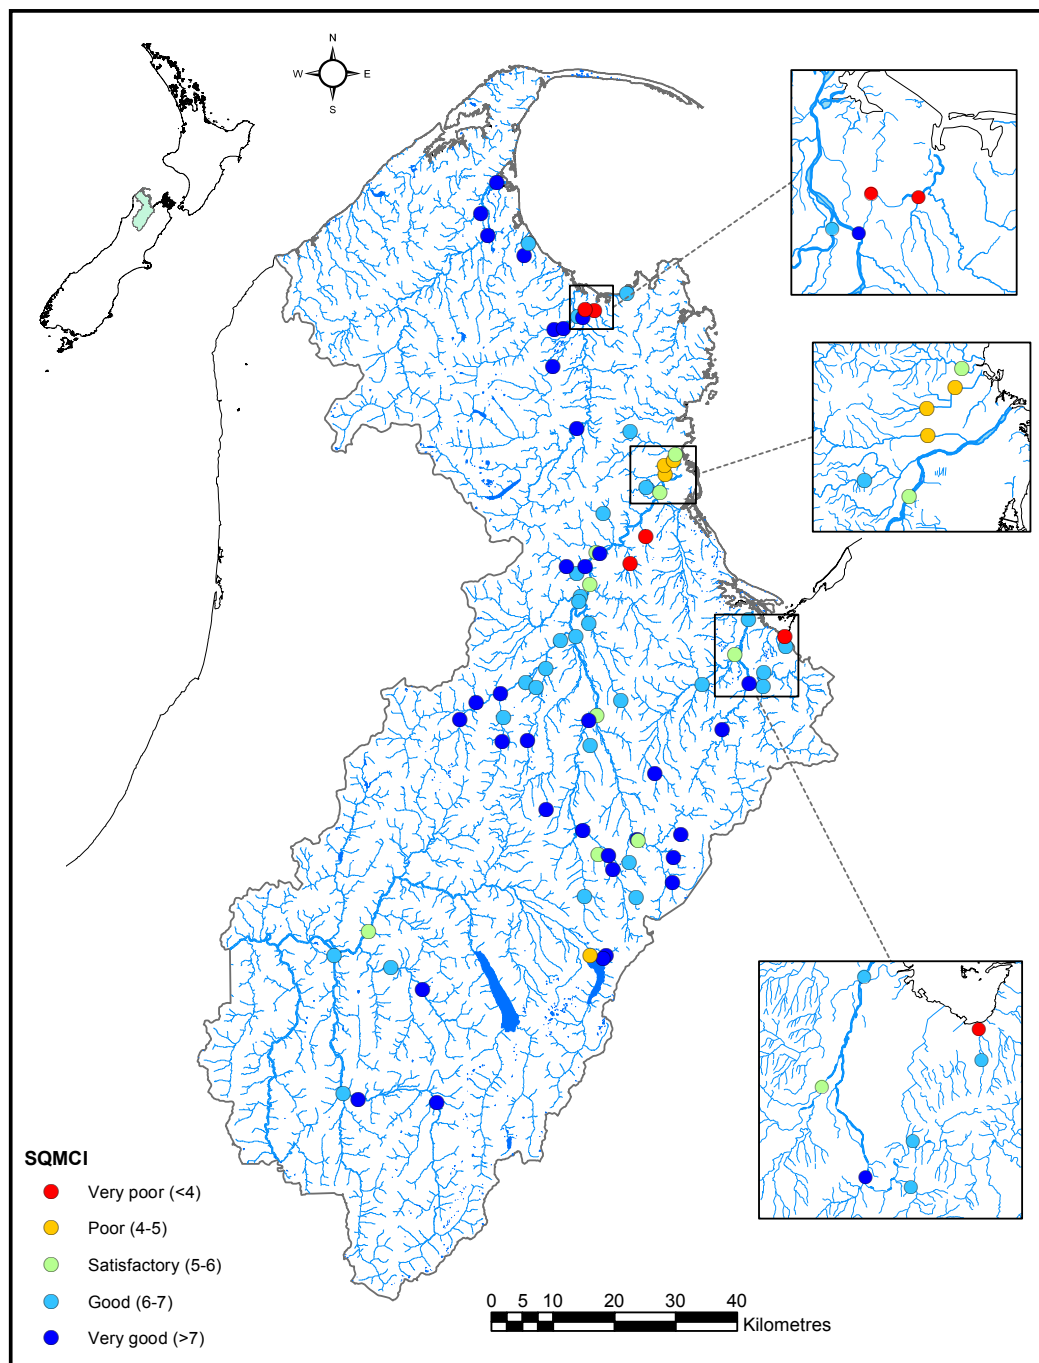 N
W E
S
SQMCI
Very poor (<4)
Poor (4-5)
Satisfactory (5-6)
Good (6-7)
Very good (>7)
0 5 10 20 30 40
Kilometres